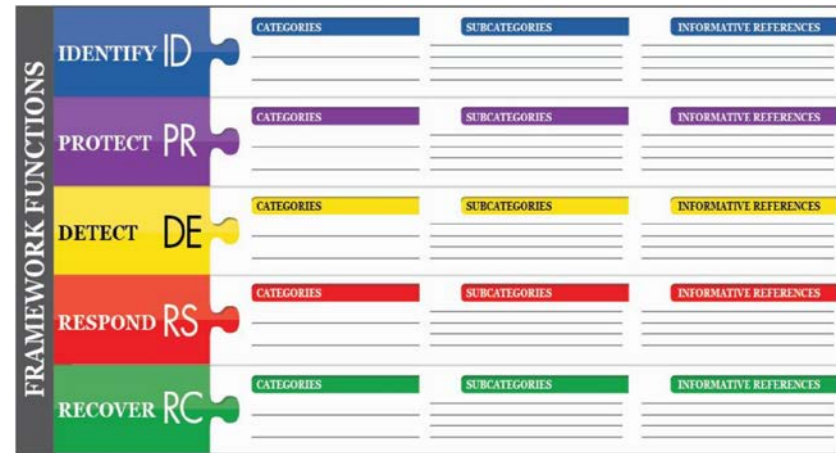 FRAMEWORK FUNCTIONS
IDENTIFY ID
CATEGORIES SUBCATEGORIES INFORMATIVE REFERENCES
PROTECT PR
CATEGORIES SUBCATEGORIES INFORMATIVE REFERENCES
DETECT DE
CATEGORIES SUBCATEGORIES INFORMATIVE REFERENCES
RESPOND RS
CATEGORIES SUBCATEGORIES INFORMATIVE REFERENCES
RECOVER RC
CATEGORIES SUBCATEGORIES INFORMATIVE REFERENCES